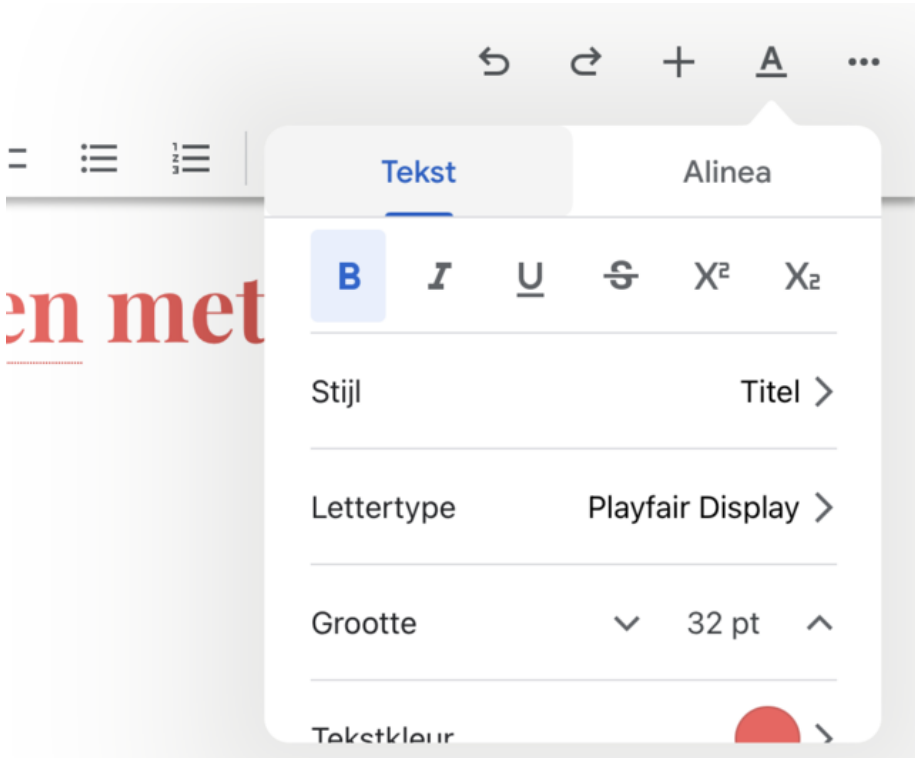 A
Tekst Alinea
B I U S X² X₂
en met
Stijl Titel
Lettertype Playfair Display
Grootte 32 pt
Tekstkleur